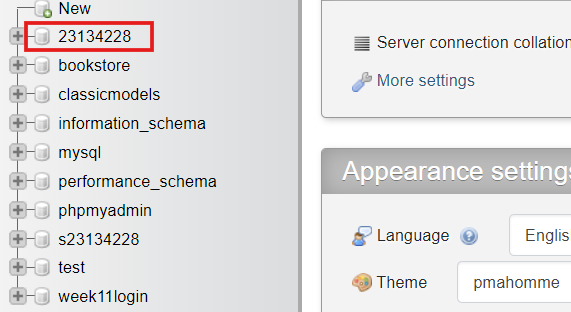 New
23134228
bookstore
classicmodels
information_schema
mysql
performance_schema
phpmyadmin
s23134228
test
week11login
Server connection collation
More settings
Appearance settings
Language
Englis
Theme
pmahomme